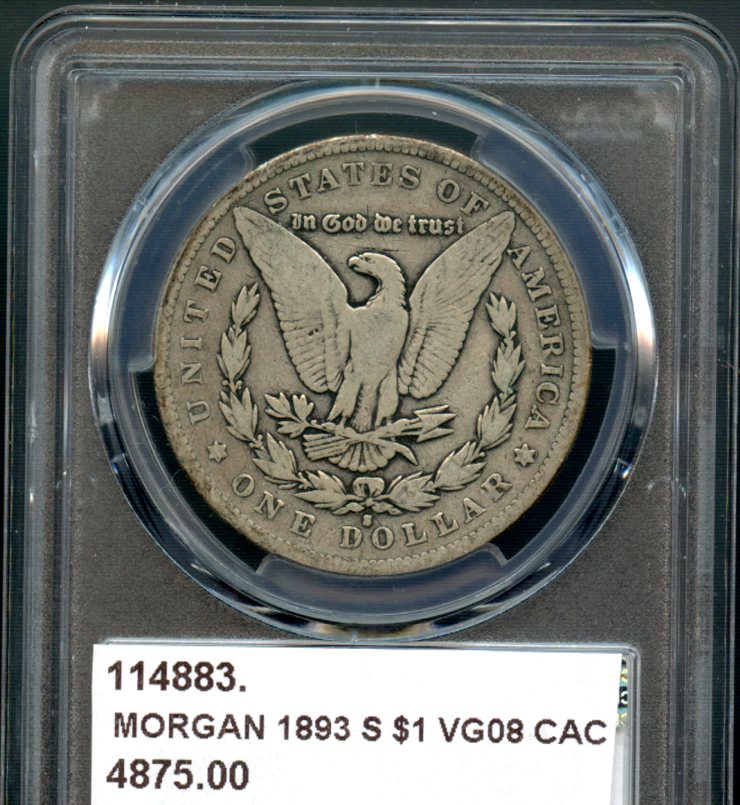 UNITED STATES OF AMERICA
In God we trust
ONE DOLLAR
S
114883.
MORGAN 1893 S $1 VG08 CAC
4875.00